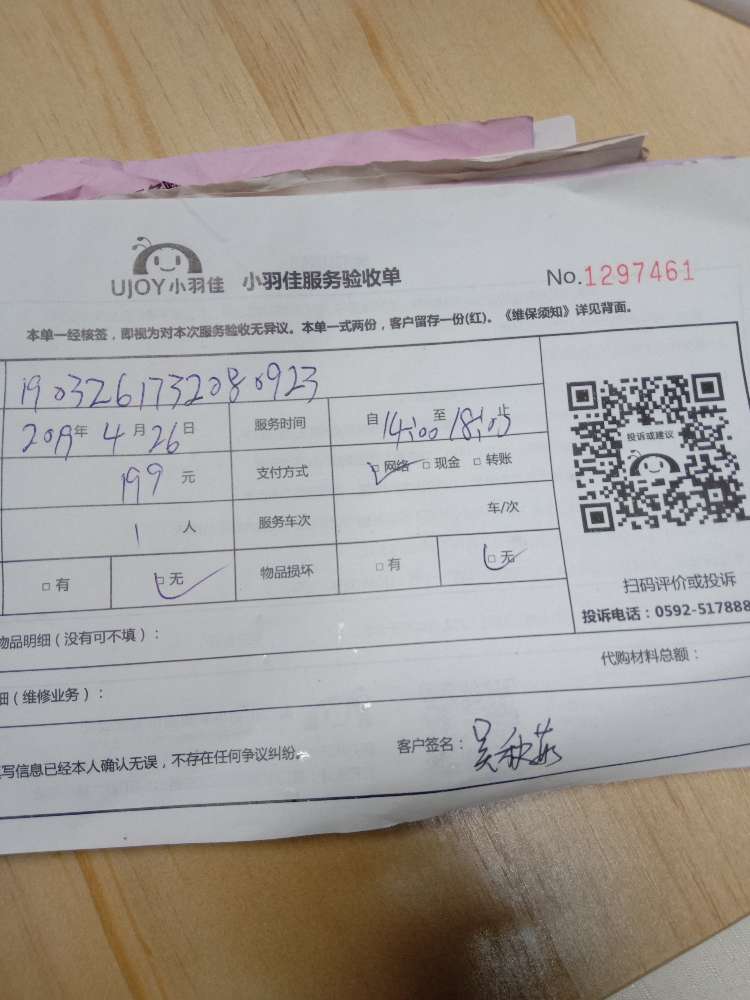 UJOY小羽佳 小羽佳服务验收单 No.1297461
本单一经核签，即视为对本次服务验收无异议。本单一式两份，客户留存一份(红)。《维保须知》详见背面。
1903261732080923
2019年4月26日 服务时间 自14:00至18:03止
199元 支付方式 ☑网络 □现金 □转账
1人 服务车次 车/次
□有 ☑无 物品损坏 □有 ☑无
投诉或建议
扫码评价或投诉
投诉电话：0592-517888
物品明细（没有可不填）：
代购材料总额：
细（维修业务）：
写信息已经本人确认无误，不存在任何争议纠纷。 客户签名：吴秋茹